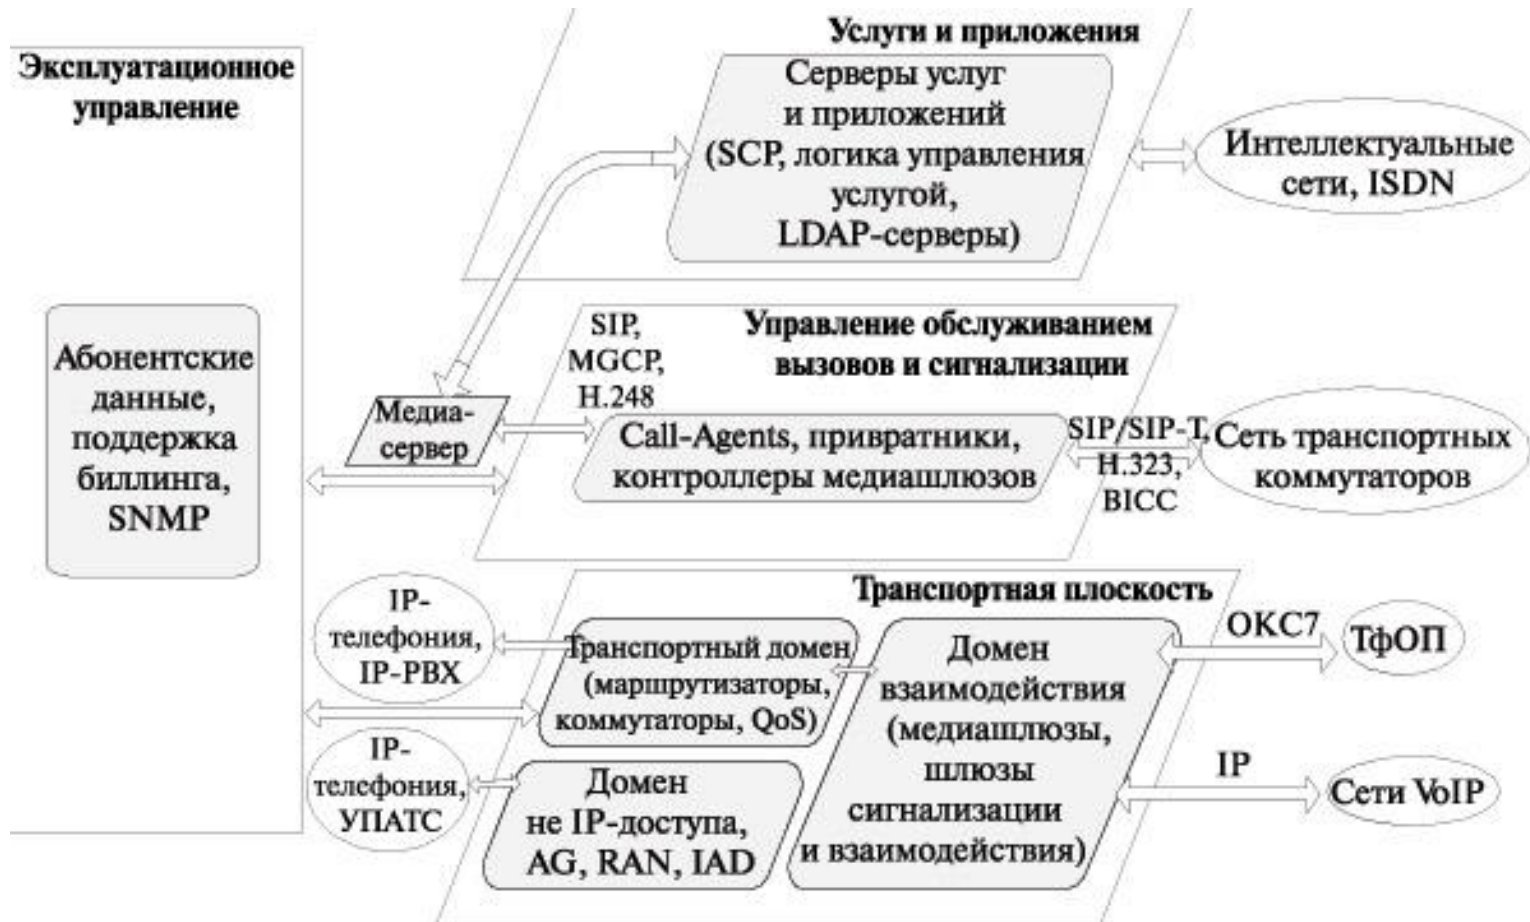 Эксплуатационное
управление
Абонентские
данные,
поддержка
биллинга,
SNMP
Услуги и приложения
Серверы услуг
и приложений
(SCP, логика управления
услугой,
LDAP-серверы)
Интеллектуальные
сети, ISDN
Медиа-
сервер
SIP,
MGCP,
H.248
Управление обслуживанием
вызовов и сигнализации
Call-Agents, привратники,
контроллеры медиашлюзов
SIP/SIP-T,
H.323,
BICC
Сеть транспортных
коммутаторов
Транспортная плоскость
IP-
телефония,
IP-PBX
Транспортный домен
(маршрутизаторы,
коммутаторы, QoS)
IP-
телефония,
УПАТС
Домен
не IP-доступа,
AG, RAN, IAD
Домен
взаимодействия
(медиашлюзы,
шлюзы
сигнализации
и взаимодействия)
ОКС7
ТфОП
IP
Сети VoIP